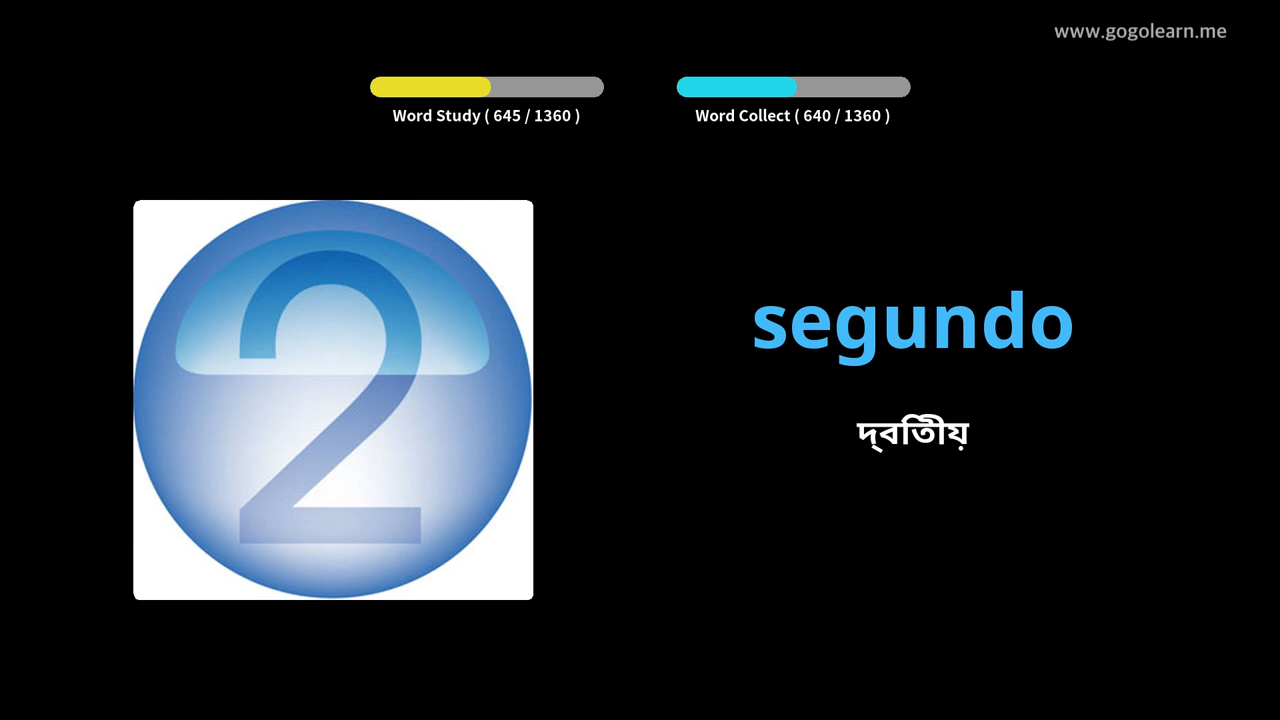 www.gogolearn.me
Word Study ( 645 / 1360 )
Word Collect ( 640 / 1360 )
2
segundo
দ্বিতীয়